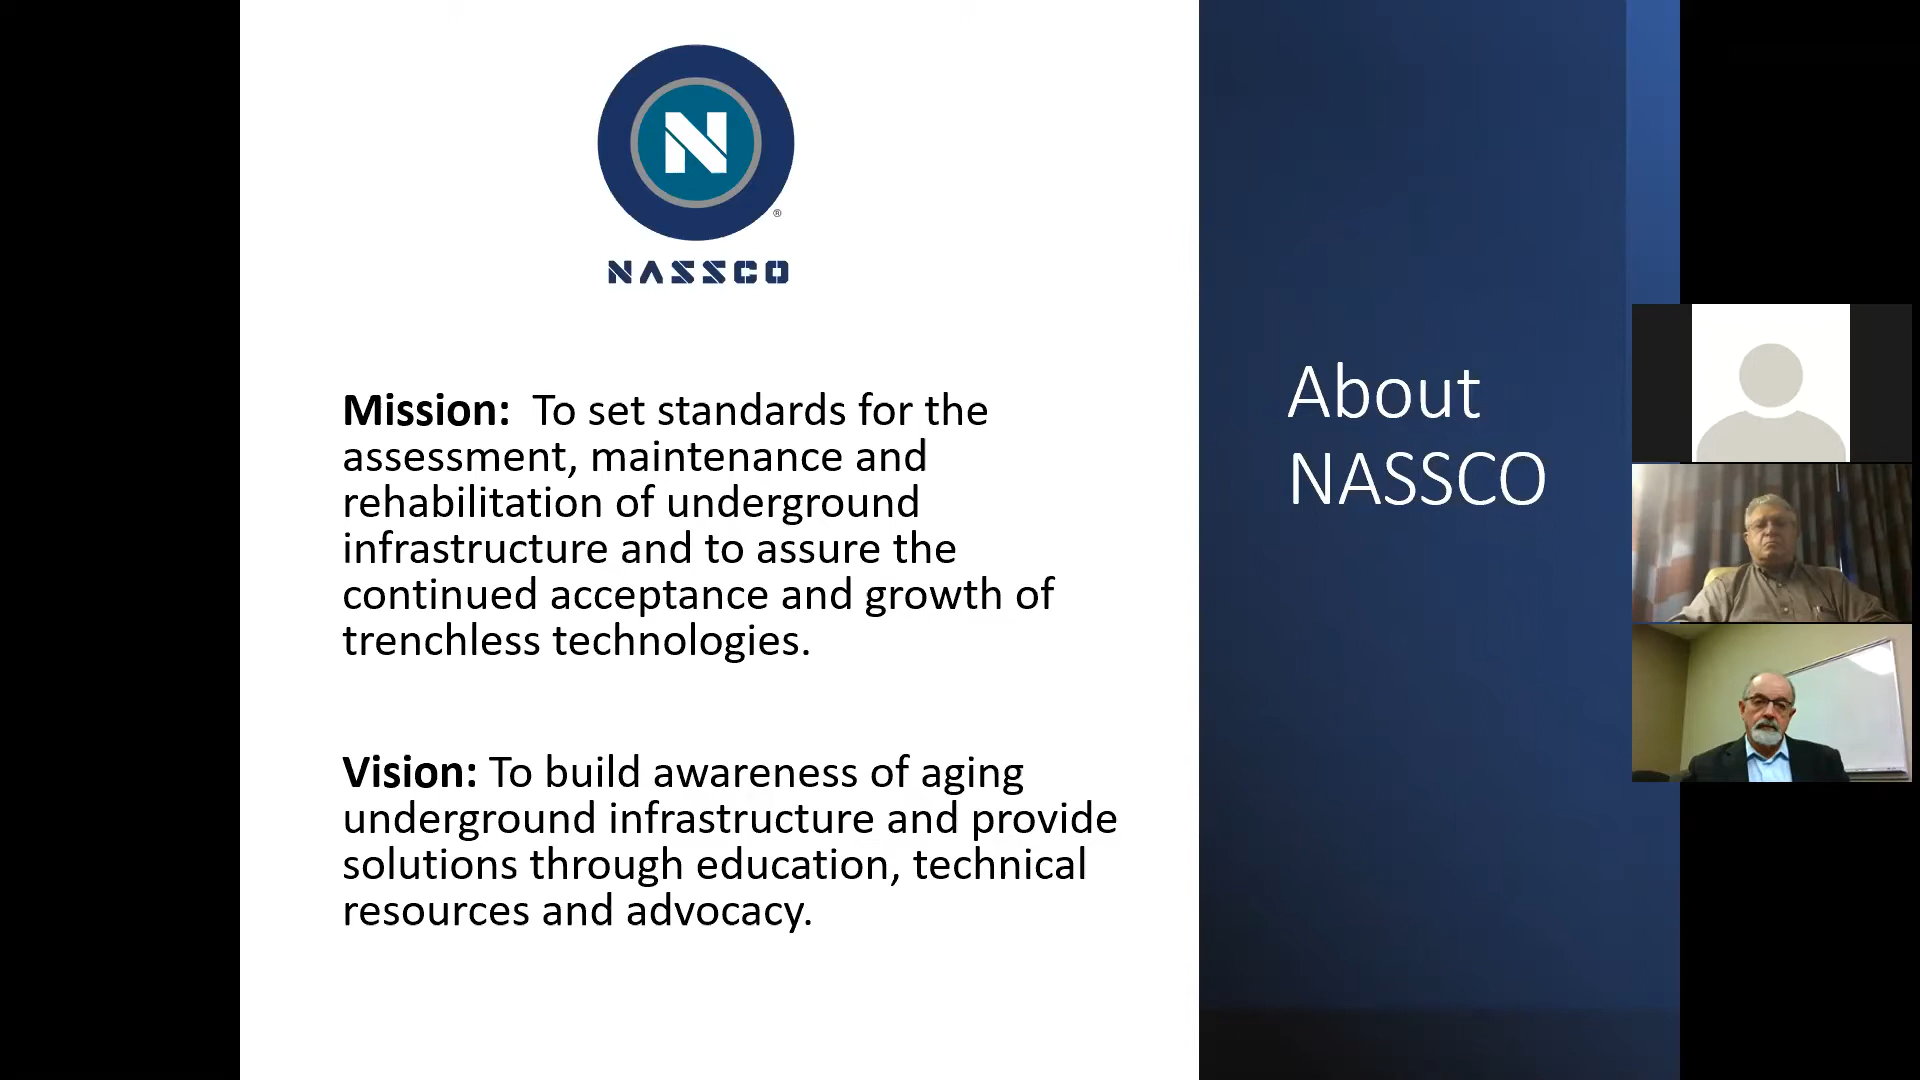 N
®
NASSCO
Mission: To set standards for the
assessment, maintenance and
rehabilitation of underground
infrastructure and to assure the
continued acceptance and growth of
trenchless technologies.
Vision: To build awareness of aging
underground infrastructure and provide
solutions through education, technical
resources and advocacy.
About
NASSCO